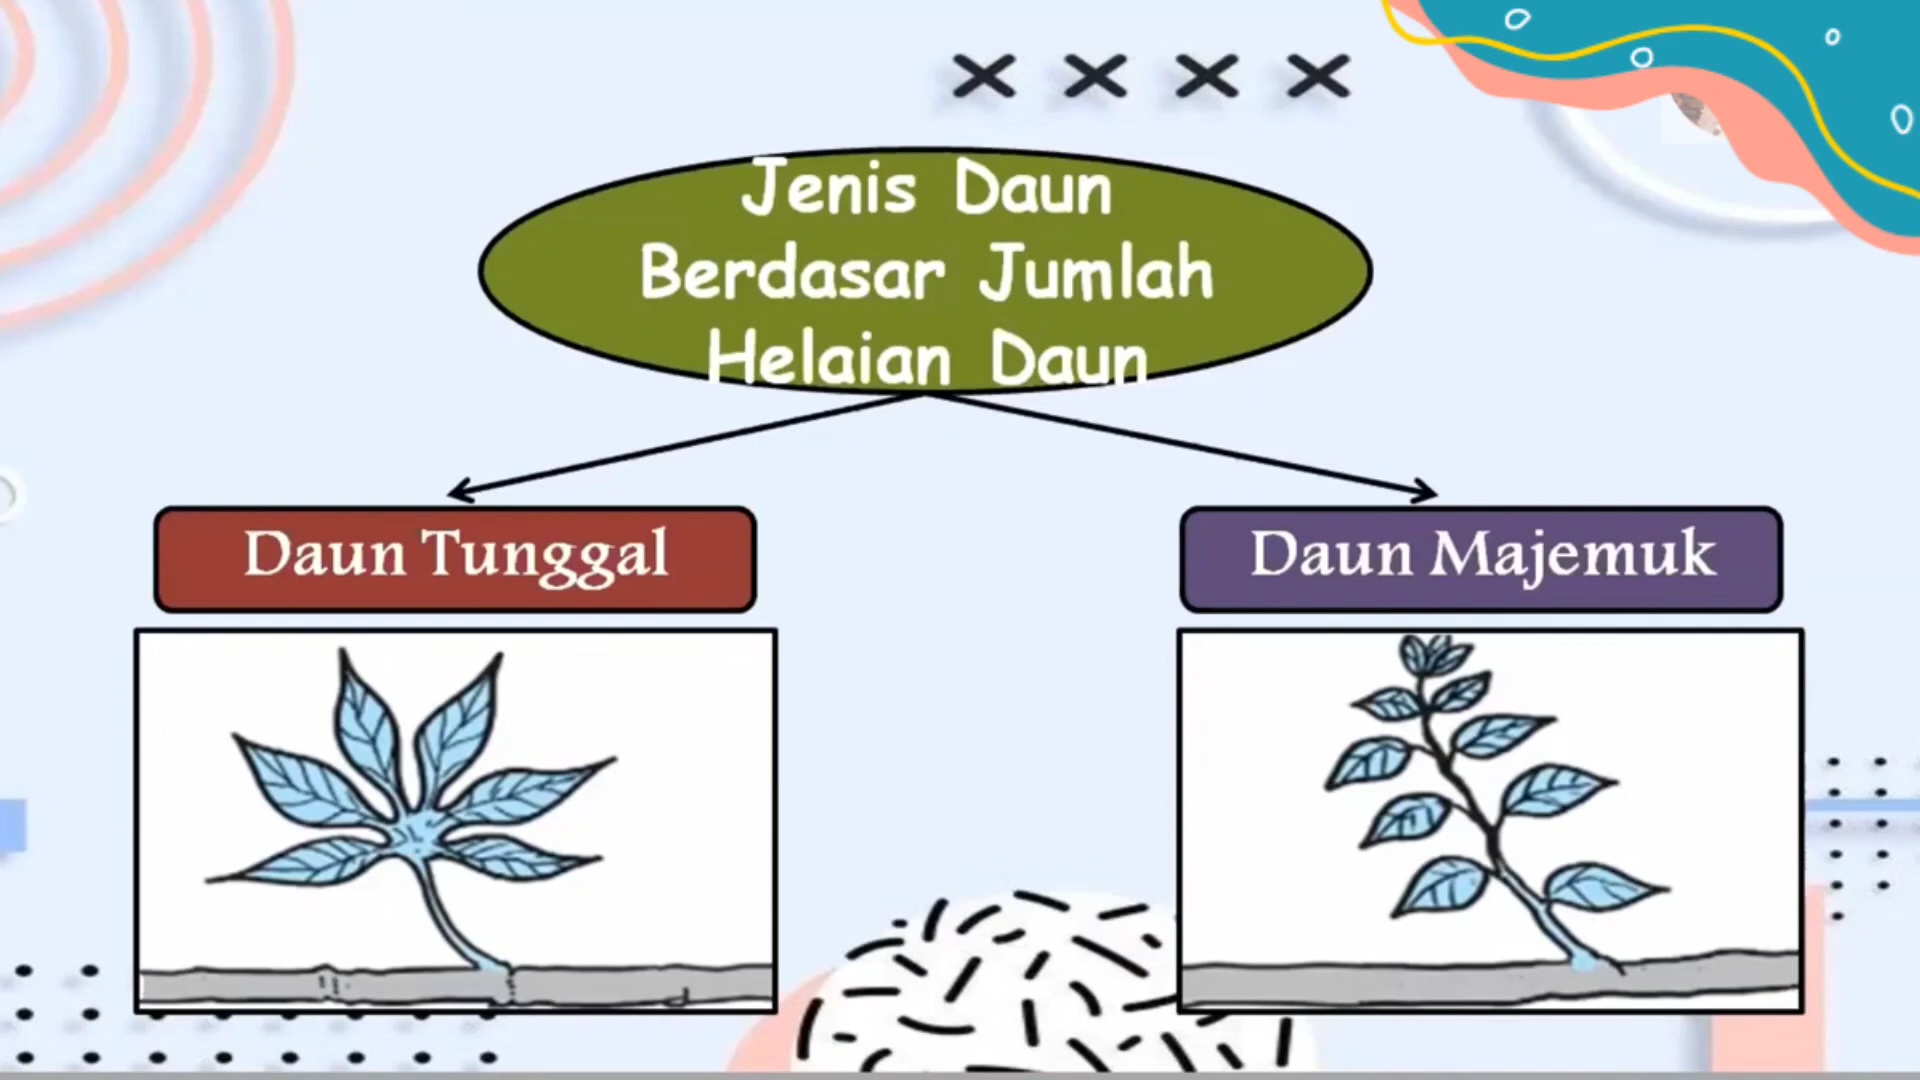 Jenis Daun
Berdasar Jumlah
Helaian Daun
Daun Tunggal
Daun Majemuk